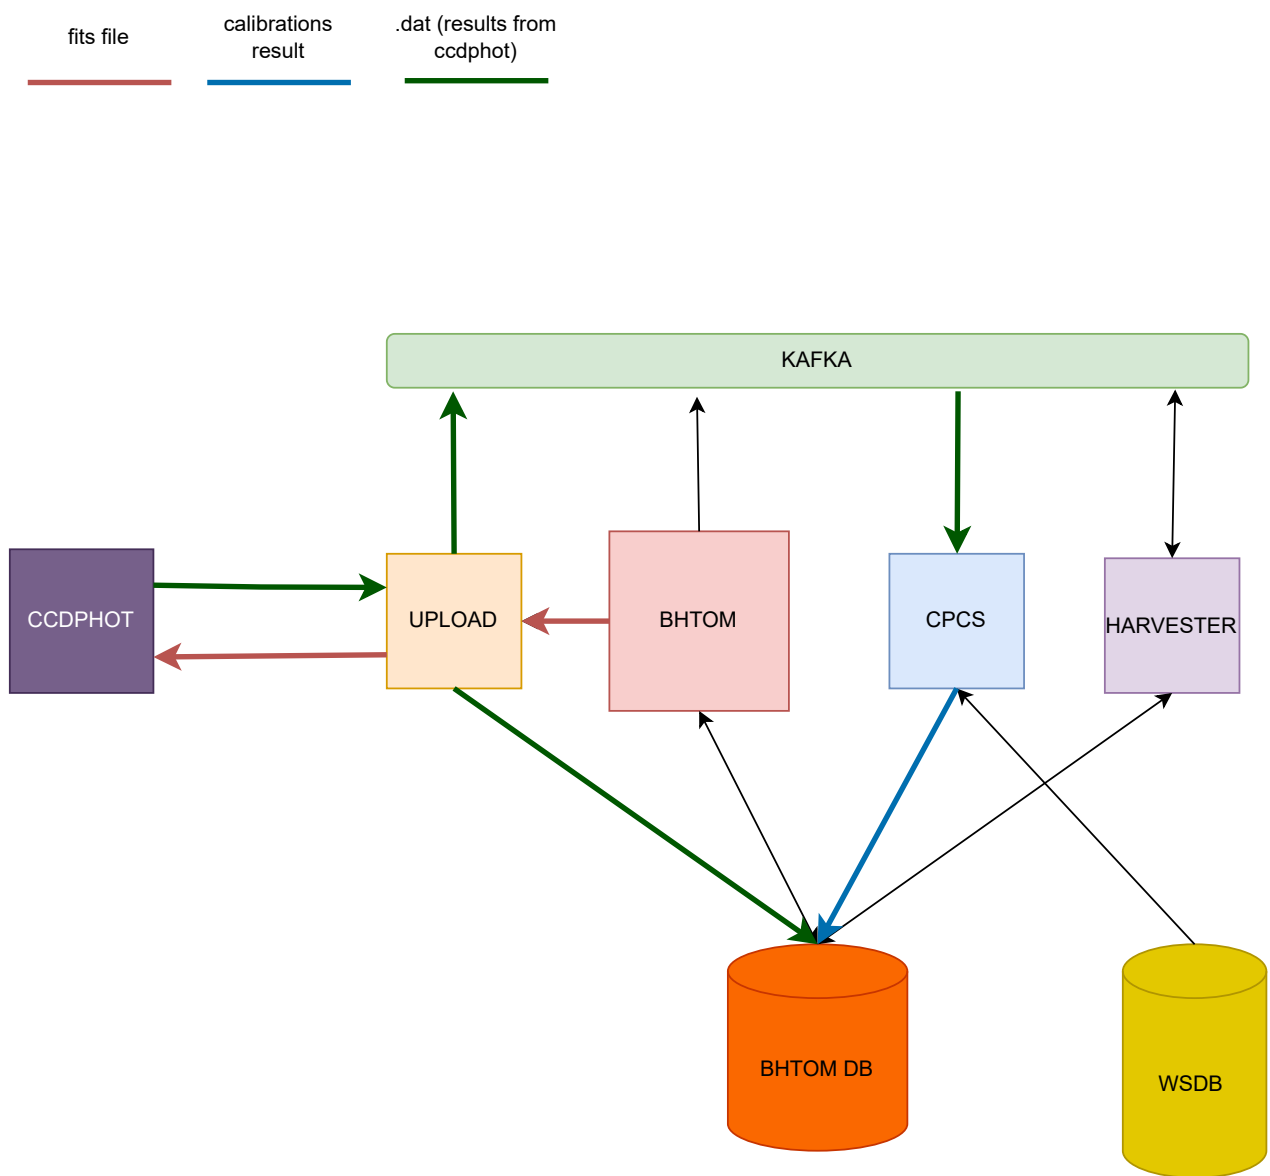 fits file
calibrations
result
.dat (results from
ccdphot)
KAFKA
CCDPHOT
UPLOAD
BHTOM
CPCS
HARVESTER
BHTOM DB
WSDB